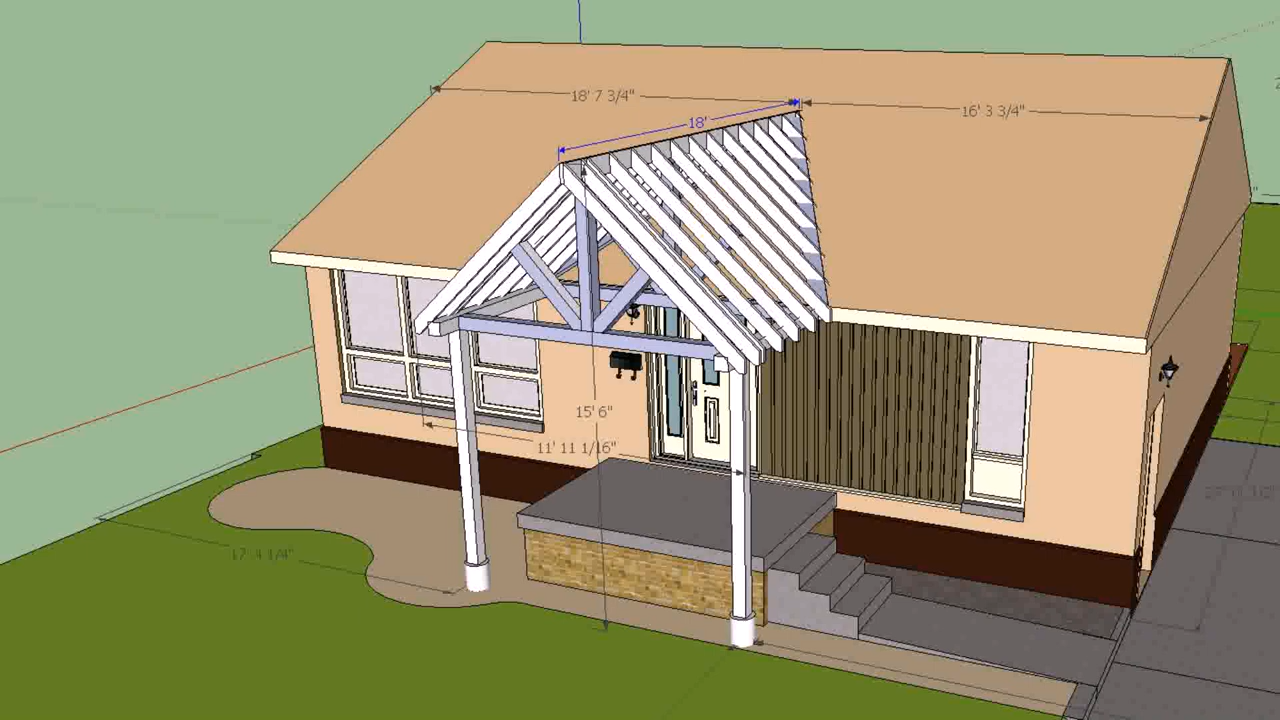 18' 7 3/4"
16' 3 3/4"
18'
15' 6"
11' 11 1/16"
17' 4 1/4"